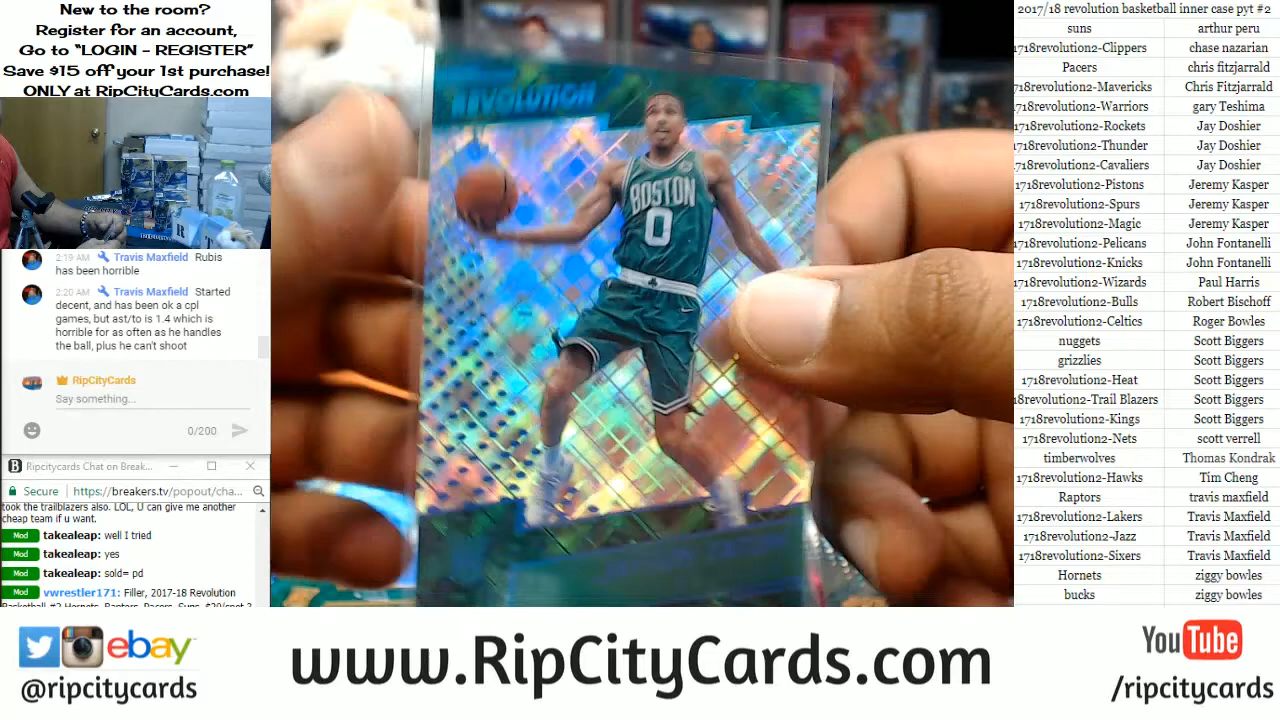 New to the room?
Register for an account,
Go to “LOGIN - REGISTER”
Save $15 off your 1st purchase!
ONLY at RipCityCards.com
2:19 AM Travis Maxfield Rubis
has been horrible
2:20 AM Travis Maxfield Started
decent, and has been ok a cpl
games, but ast/to is 1.4 which is
horrible for as often as he handles
the ball, plus he can't shoot
RipCityCards
Say something...
0/200
Ripcitycards Chat on Break...
Secure https://breakers.tv/popout/cha...
took the trailblazers also. LOL, U can give me another
cheap team if u want.
Mod takealeap: well I tried
Mod takealeap: yes
Mod takealeap: sold= pd
Mod vwrestler171: Filler, 2017-18 Revolution
Basketball #2 Hornets, Raptors, Pacers, Suns, $20/spot 3
REVOLUTION
BOSTON
0
2017/18 revolution basketball inner case pyt #2
suns arthur peru
1718revolution2-Clippers chase nazarian
Pacers chris fitzjarrald
1718revolution2-Mavericks Chris Fitzjarrald
1718revolution2-Warriors gary Teshima
1718revolution2-Rockets Jay Doshier
1718revolution2-Thunder Jay Doshier
1718revolution2-Cavaliers Jay Doshier
1718revolution2-Pistons Jeremy Kasper
1718revolution2-Spurs Jeremy Kasper
1718revolution2-Magic Jeremy Kasper
1718revolution2-Pelicans John Fontanelli
1718revolution2-Knicks John Fontanelli
1718revolution2-Wizards Paul Harris
1718revolution2-Bulls Robert Bischoff
1718revolution2-Celtics Roger Bowles
nuggets Scott Biggers
grizzlies Scott Biggers
1718revolution2-Heat Scott Biggers
18revolution2-Trail Blazers Scott Biggers
1718revolution2-Kings Scott Biggers
1718revolution2-Nets scott verrell
timberwolves Thomas Kondrak
1718revolution2-Hawks Tim Cheng
Raptors travis maxfield
1718revolution2-Lakers Travis Maxfield
1718revolution2-Jazz Travis Maxfield
1718revolution2-Sixers Travis Maxfield
Hornets ziggy bowles
bucks ziggy bowles
ebay
@ripcitycards
www.RipCityCards.com
YouTube
/ripcitycards